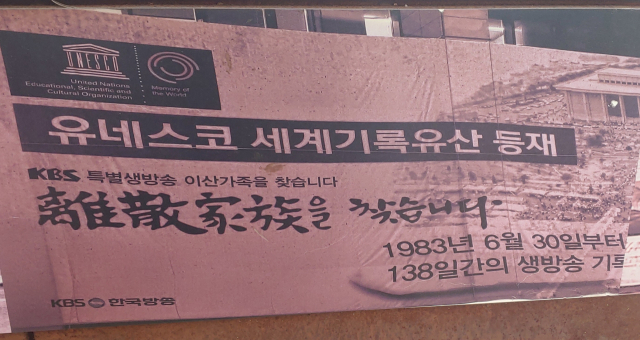 UNESCO
United Nations
Educational, Scientific and
Cultural Organization
Memory of
the World
유네스코 세계기록유산 등재
KBS 특별생방송 이산가족을 찾습니다
離散家族을 찾습니다
1983년 6월 30일부터
138일간의 생방송 기록
KBS 한국방송